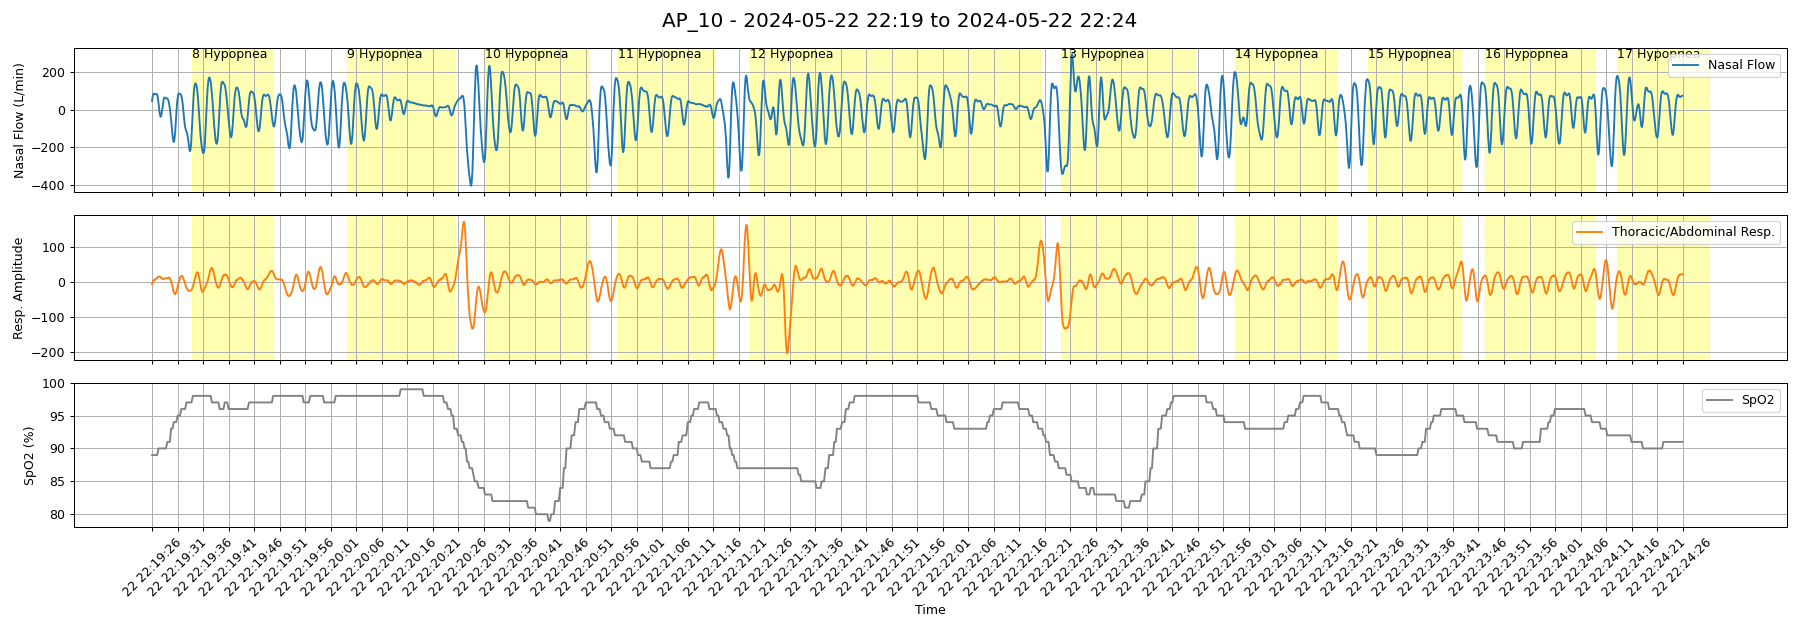 AP_10 - 2024-05-22 22:19 to 2024-05-22 22:24
8 Hypopnea 9 Hypopnea 10 Hypopnea 11 Hypopnea 12 Hypopnea 13 Hypopnea 14 Hypopnea 15 Hypopnea 16 Hypopnea 17 Hypopnea
Nasal Flow (L/min)
200
0
−200
−400
Nasal Flow
Resp. Amplitude
100
0
−100
−200
Thoracic/Abdominal Resp.
SpO2 (%)
100
95
90
85
80
SpO2
22 22:19:26 22 22:19:31 22 22:19:36 22 22:19:41 22 22:19:46 22 22:19:51 22 22:19:56 22 22:20:01 22 22:20:06 22 22:20:11 22 22:20:16 22 22:20:21 22 22:20:26 22 22:20:31 22 22:20:36 22 22:20:41 22 22:20:46 22 22:20:51 22 22:20:56 22 22:21:01 22 22:21:06 22 22:21:11 22 22:21:16 22 22:21:21 22 22:21:26 22 22:21:31 22 22:21:36 22 22:21:41 22 22:21:46 22 22:21:51 22 22:21:56 22 22:22:01 22 22:22:06 22 22:22:11 22 22:22:16 22 22:22:21 22 22:22:26 22 22:22:31 22 22:22:36 22 22:22:41 22 22:22:46 22 22:22:51 22 22:22:56 22 22:23:01 22 22:23:06 22 22:23:11 22 22:23:16 22 22:23:21 22 22:23:26 22 22:23:31 22 22:23:36 22 22:23:41 22 22:23:46 22 22:23:51 22 22:23:56 22 22:24:01 22 22:24:06 22 22:24:11 22 22:24:16 22 22:24:21 22 22:24:26
Time